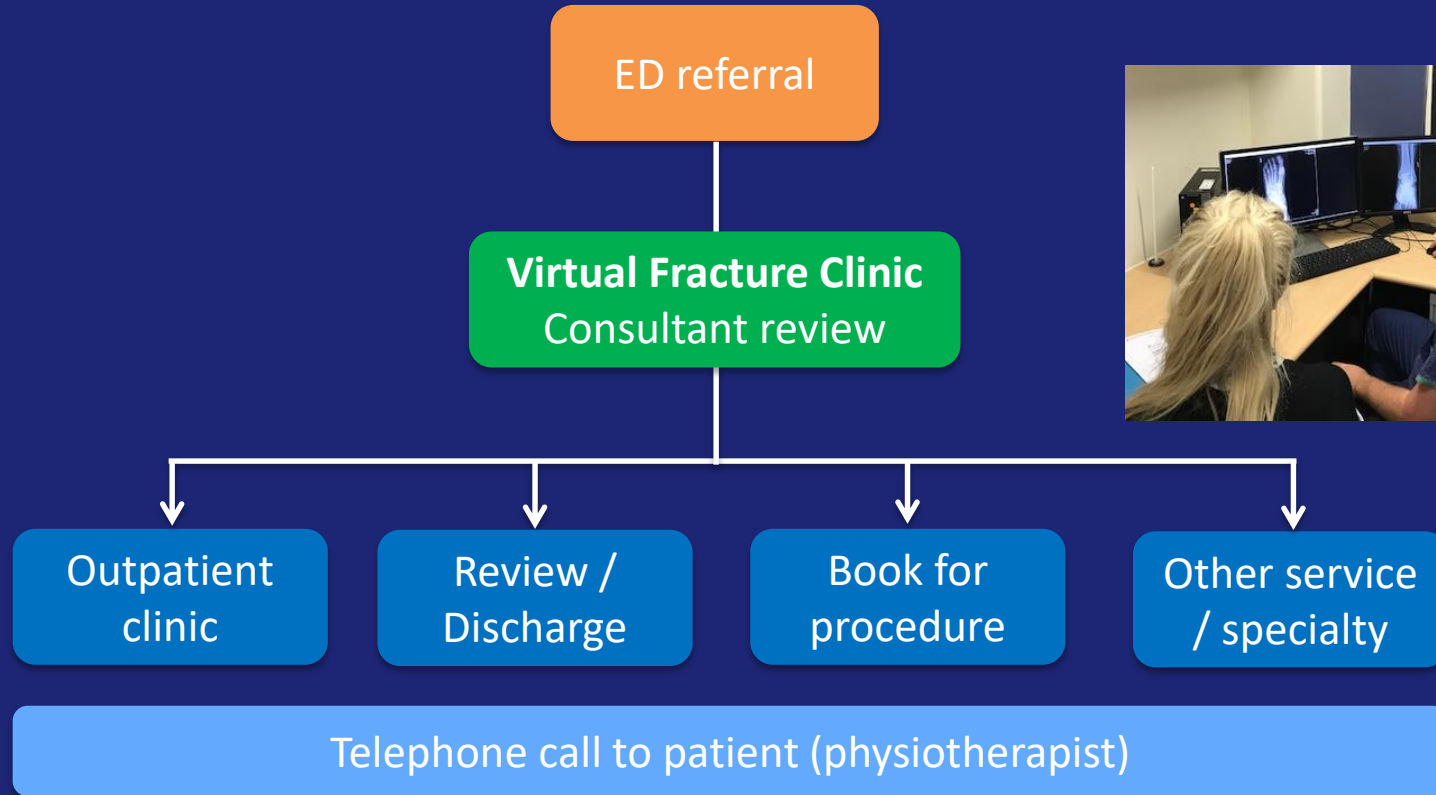 ED referral
Virtual Fracture Clinic
Consultant review
Outpatient
clinic
Review /
Discharge
Book for
procedure
Other service
/ specialty
Telephone call to patient (physiotherapist)